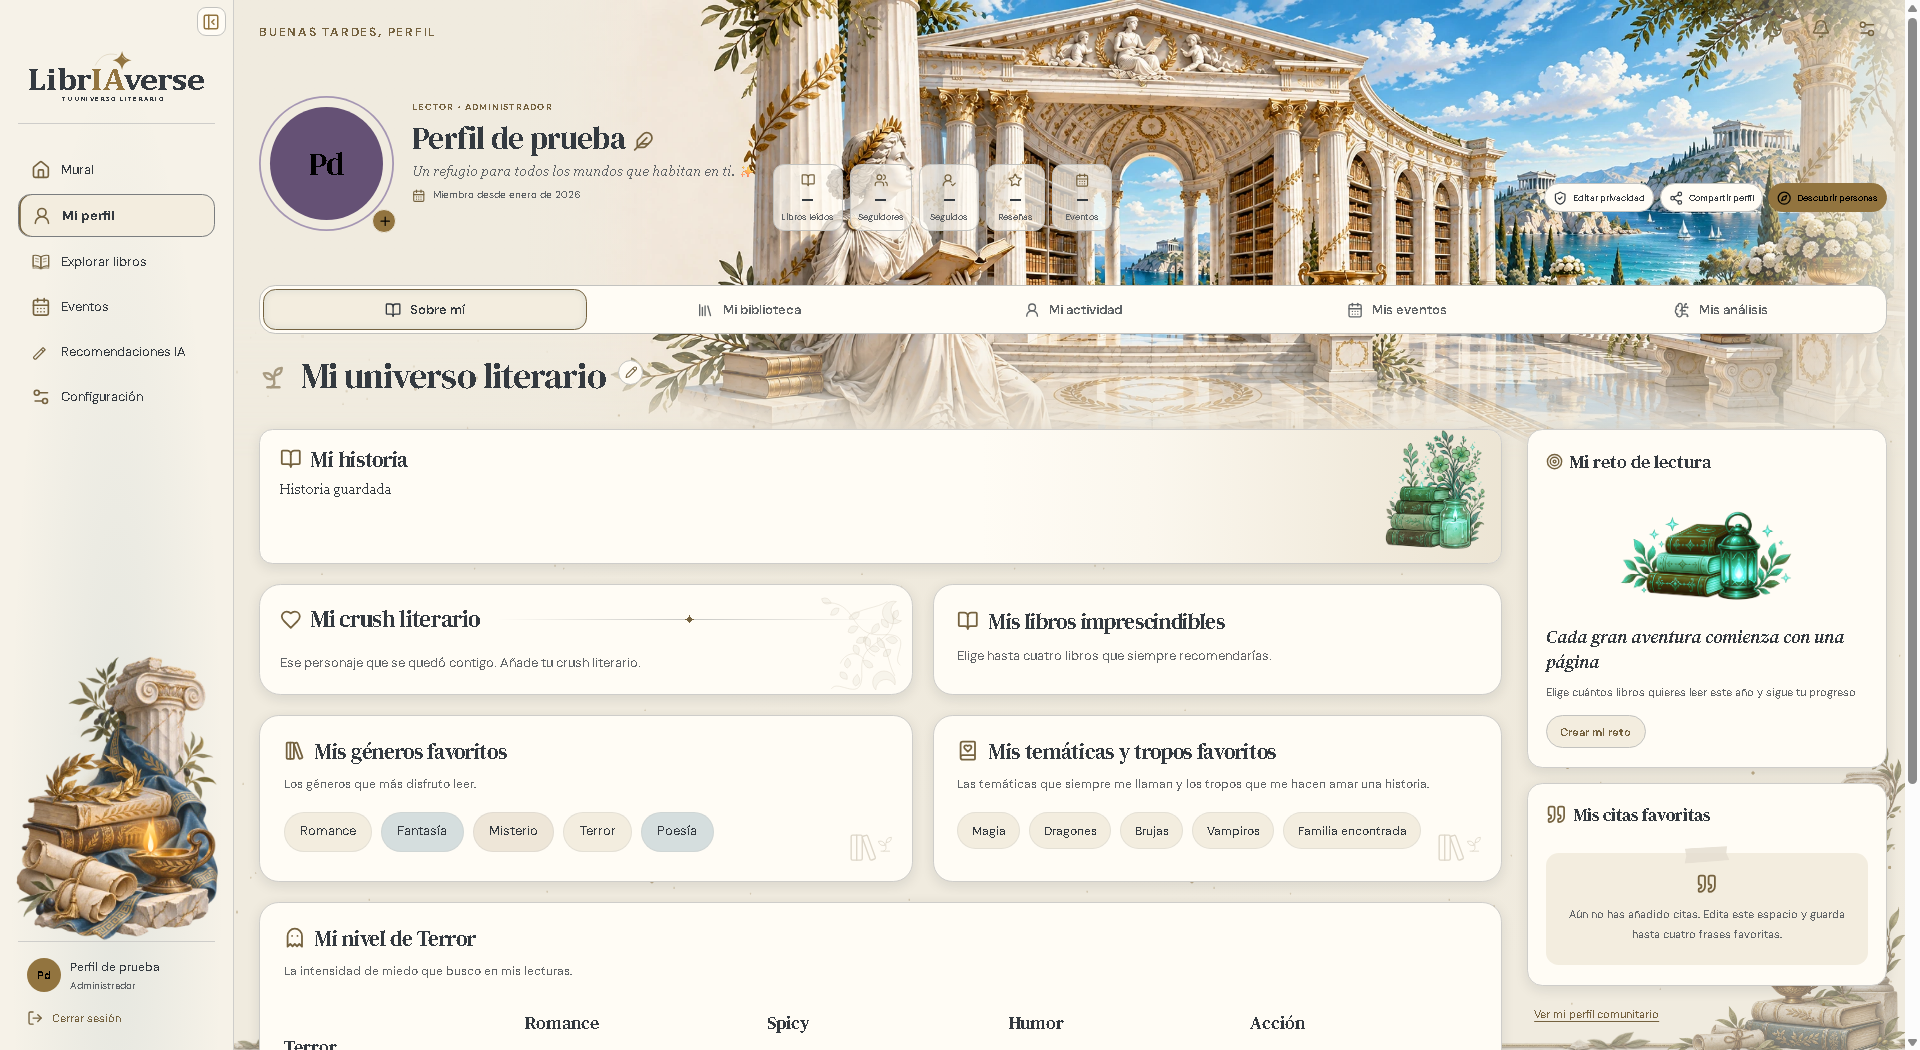 LibrIAverse
TU UNIVERSO LITERARIO
Mural
Mi perfil
Explorar libros
Eventos
Recomendaciones IA
Configuración
Pd
Perfil de prueba
Administrador
Cerrar sesión
BUENAS TARDES, PERFIL
Pd
LECTOR · ADMINISTRADOR
Perfil de prueba
Un refugio para todos los mundos que habitan en ti.
Miembro desde enero de 2026
— — — — —
Libros leídos Seguidores Seguidos Reseñas Eventos
Editar privacidad Compartir perfil Descubrir personas
Sobre mí Mi biblioteca Mi actividad Mis eventos Mis análisis
Mi universo literario
Mi historia
Historia guardada
Mi crush literario
Ese personaje que se quedó contigo. Añade tu crush literario.
Mis libros imprescindibles
Elige hasta cuatro libros que siempre recomendarías.
Mis géneros favoritos
Los géneros que más disfruto leer.
Romance Fantasía Misterio Terror Poesía
Mis temáticas y tropos favoritos
Las temáticas que siempre me llaman y los tropos que me hacen amar una historia.
Magia Dragones Brujas Vampiros Familia encontrada
Mi nivel de Terror
La intensidad de miedo que busco en mis lecturas.
Romance Spicy Humor Acción
Terror
Mi reto de lectura
Cada gran aventura comienza con una
página
Elige cuántos libros quieres leer este año y sigue tu progreso
Crear mi reto
Mis citas favoritas
Aún no has añadido citas. Edita este espacio y guarda
hasta cuatro frases favoritas.
Ver mi perfil comunitario